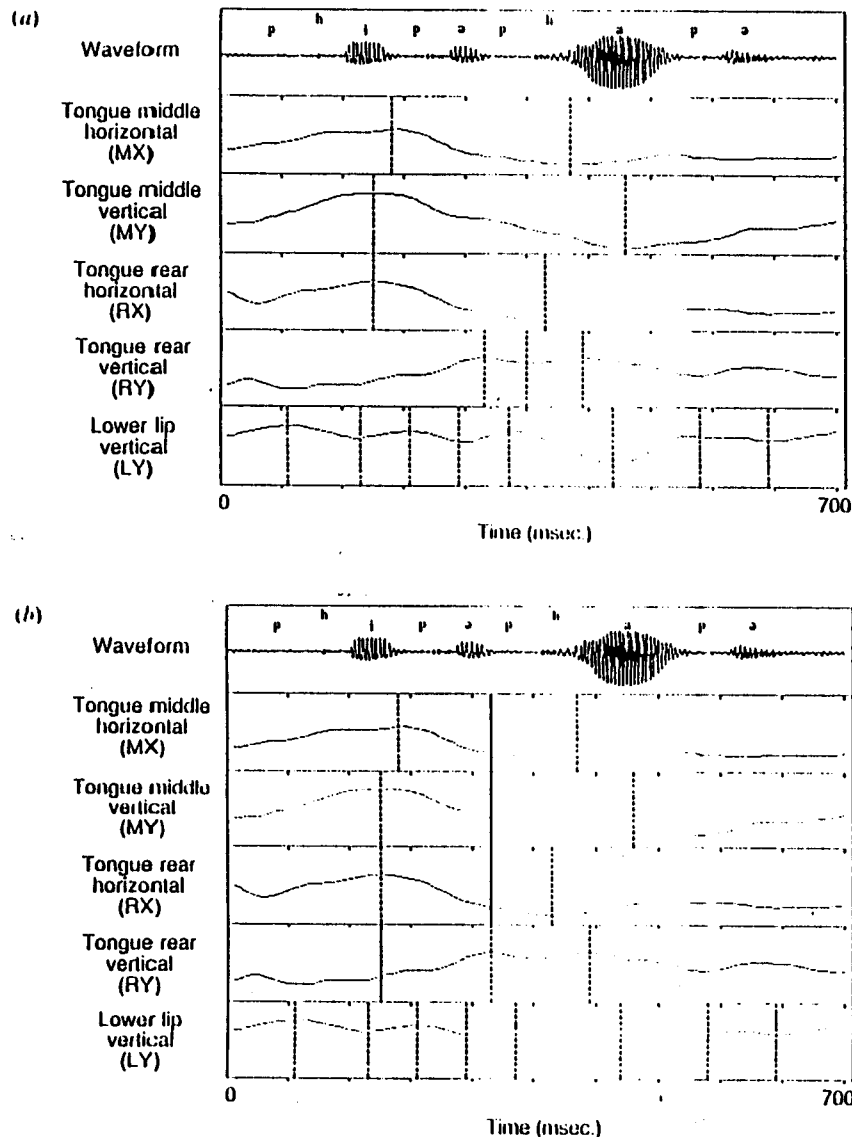 (a)
Waveform
Tongue middle
horizontal
(MX)
Tongue middle
vertical
(MY)
Tongue rear
horizontal
(RX)
Tongue rear
vertical
(RY)
Lower lip
vertical
(LY)
0 700
Time (msec.)
(b)
Waveform
Tongue middle
horizontal
(MX)
Tongue middle
vertical
(MY)
Tongue rear
horizontal
(RX)
Tongue rear
vertical
(RY)
Lower lip
vertical
(LY)
0 700
Time (msec.)